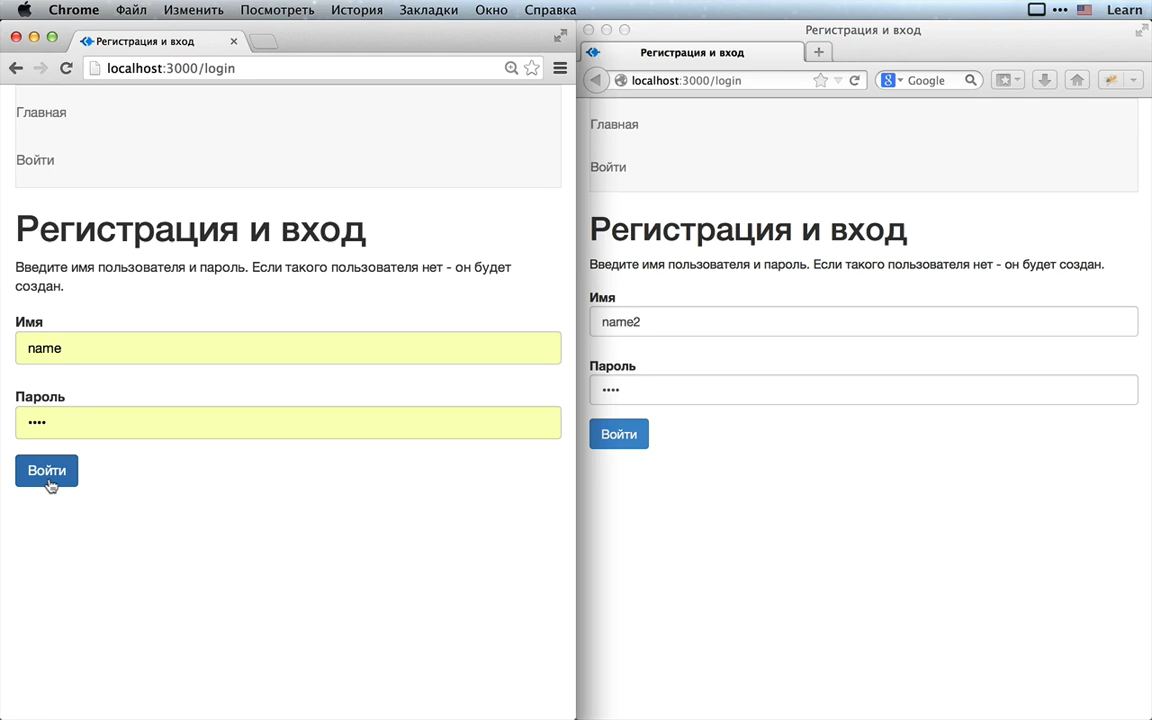 Chrome Файл Изменить Посмотреть История Закладки Окно Справка Learn
Регистрация и вход
localhost:3000/login
Главная
Войти
Регистрация и вход
Введите имя пользователя и пароль. Если такого пользователя нет - он будет
создан.
Имя
name
Пароль
••••
Войти
Регистрация и вход
Регистрация и вход
localhost:3000/login
Google
Главная
Войти
Регистрация и вход
Введите имя пользователя и пароль. Если такого пользователя нет - он будет создан.
Имя
name2
Пароль
••••
Войти